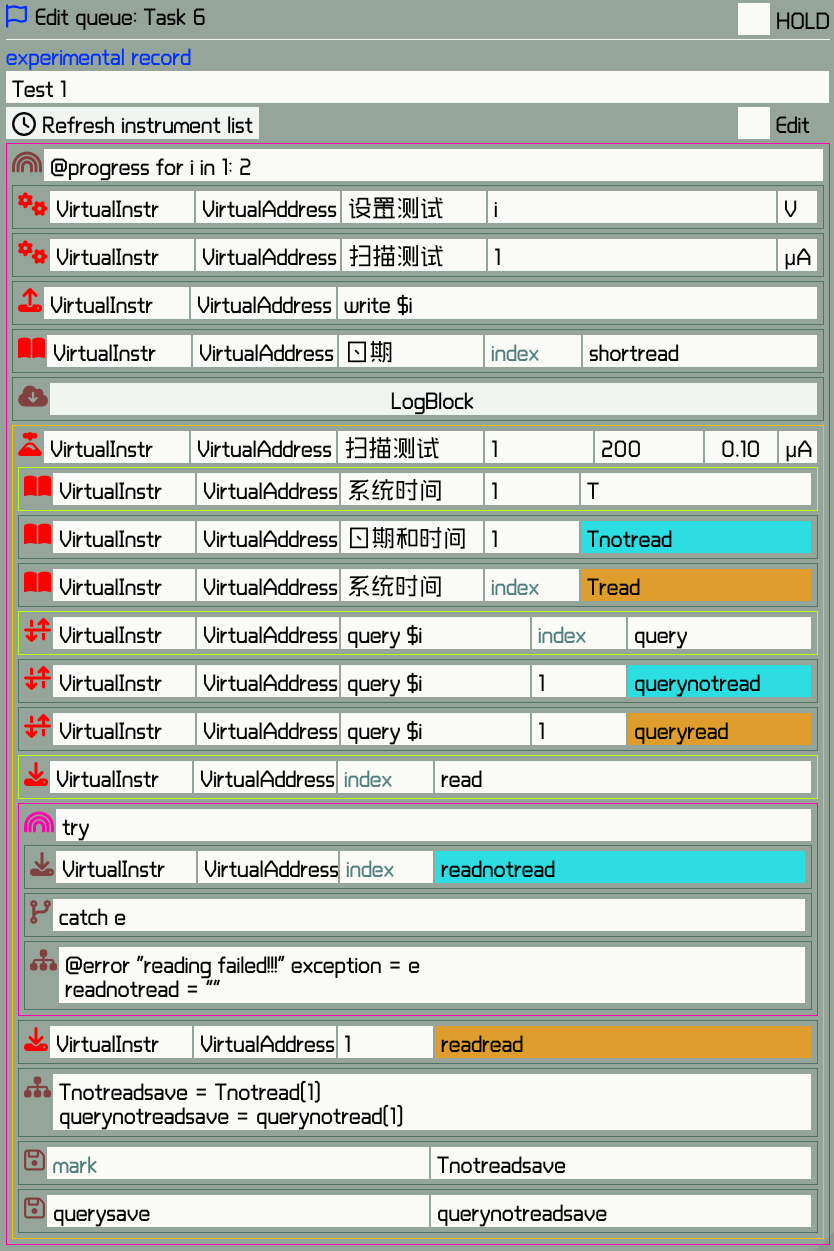 Edit queue: Task 6
HOLD
experimental record
Test 1
Refresh instrument list
Edit
@progress for i in 1: 2
VirtualInstr VirtualAddress 设置测试 i V
VirtualInstr VirtualAddress 扫描测试 1 μA
VirtualInstr VirtualAddress write $i
VirtualInstr VirtualAddress 日期 index shortread
LogBlock
VirtualInstr VirtualAddress 扫描测试 1 200 0.10 μA
VirtualInstr VirtualAddress 系统时间 1 T
VirtualInstr VirtualAddress 日期和时间 1 Tnotread
VirtualInstr VirtualAddress 系统时间 index Tread
VirtualInstr VirtualAddress query $i index query
VirtualInstr VirtualAddress query $i 1 querynotread
VirtualInstr VirtualAddress query $i 1 queryread
VirtualInstr VirtualAddress index read
try
VirtualInstr VirtualAddress index readnotread
catch e
@error "reading failed!!!" exception = e
readnotread = ""
VirtualInstr VirtualAddress 1 readread
Tnotreadsave = Tnotread[1]
querynotreadsave = querynotread[1]
mark Tnotreadsave
querysave querynotreadsave